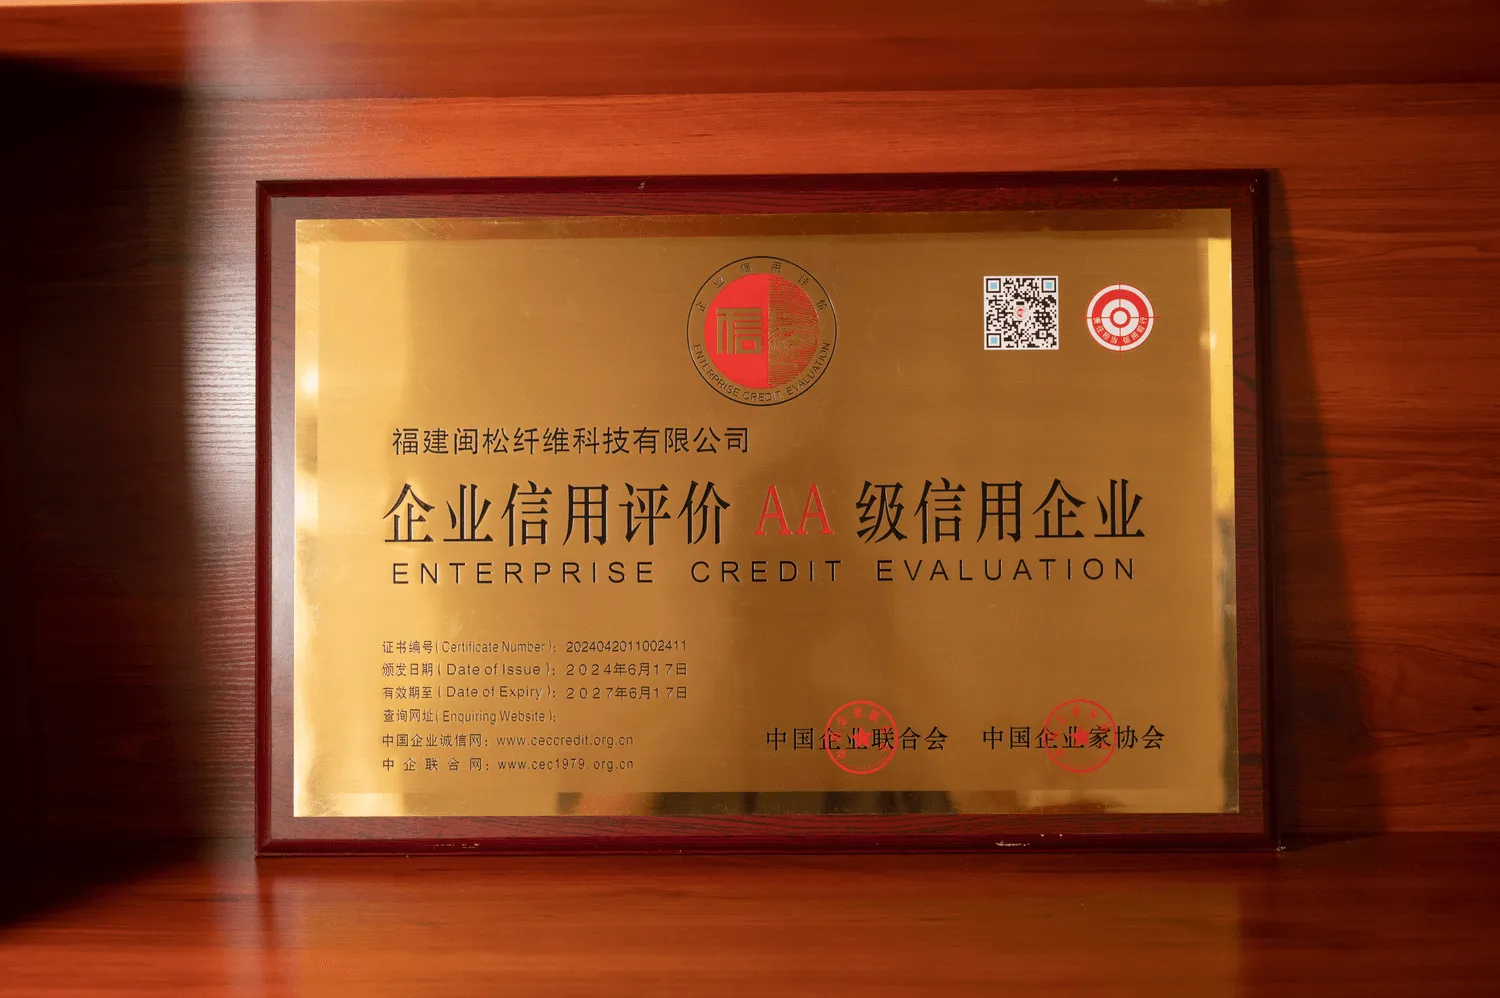 企业信用评价
信
ENTERPRISE CREDIT EVALUATION
福建闽松纤维科技有限公司
企业信用评价 AA 级信用企业
ENTERPRISE CREDIT EVALUATION
证书编号(Certificate Number): 2024042011002411
颁发日期(Date of Issue): 2024年6月17日
有效期至(Date of Expiry): 2027年6月17日
查询网址(Enquiring Website):
中国企业诚信网: www.ceccredit.org.cn
中企联合网: www.cec1979.org.cn
中国企业联合会 中国企业家协会